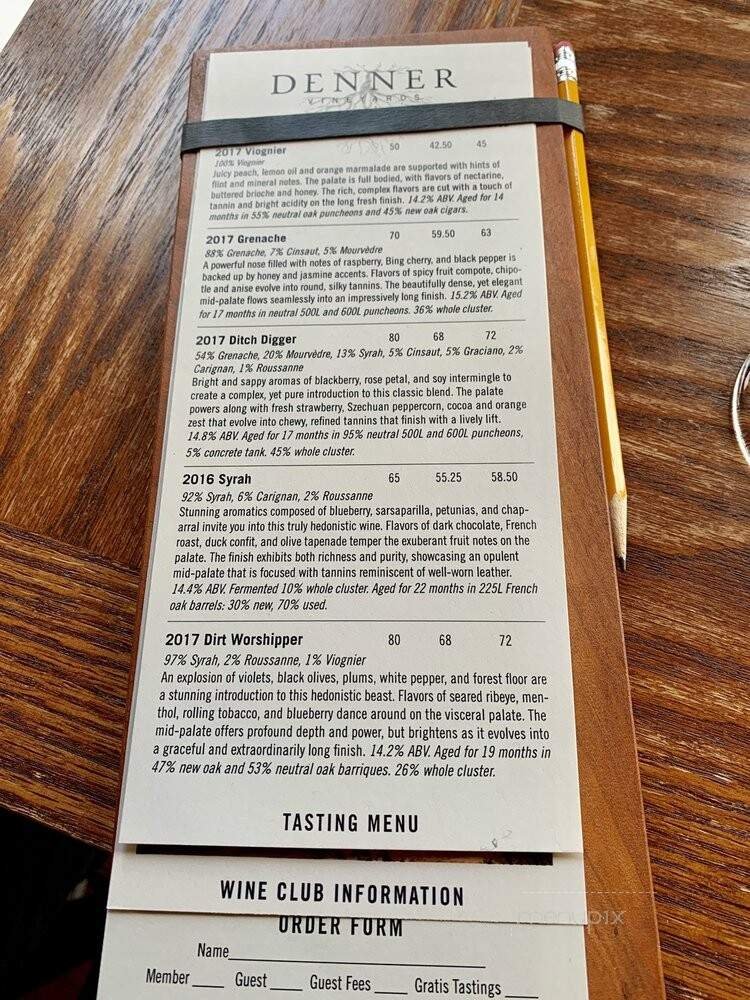 DENNER
VINEYARDS
2017 Viognier 50 42.50 45
100% Viognier
Juicy peach, lemon oil and orange marmalade are supported with hints of
flint and mineral notes. The palate is full bodied, with flavors of nectarine,
buttered brioche and honey. The rich, complex flavors are cut with a touch of
tannin and bright acidity on the long fresh finish. 14.2% ABV. Aged for 14
months in 55% neutral oak puncheons and 45% new oak cigars.
2017 Grenache 70 59.50 63
88% Grenache, 7% Cinsaut, 5% Mourvèdre
A powerful nose filled with notes of raspberry, Bing cherry, and black pepper is
backed up by honey and jasmine accents. Flavors of spicy fruit compote, chipo-
tle and anise evolve into round, silky tannins. The beautifully dense, yet elegant
mid-palate flows seamlessly into an impressively long finish. 15.2% ABV. Aged
for 17 months in neutral 500L and 600L puncheons. 36% whole cluster.
2017 Ditch Digger 80 68 72
54% Grenache, 20% Mourvèdre, 13% Syrah, 5% Cinsaut, 5% Graciano, 2%
Carignan, 1% Roussanne
Bright and sappy aromas of blackberry, rose petal, and soy intermingle to
create a complex, yet pure introduction to this classic blend. The palate
powers along with fresh strawberry, Szechuan peppercorn, cocoa and orange
zest that evolve into chewy, refined tannins that finish with a lively lift.
14.8% ABV. Aged for 17 months in 95% neutral 500L and 600L puncheons,
5% concrete tank. 45% whole cluster.
2016 Syrah 65 55.25 58.50
92% Syrah, 6% Carignan, 2% Roussanne
Stunning aromatics composed of blueberry, sarsaparilla, petunias, and chap-
arral invite you into this truly hedonistic wine. Flavors of dark chocolate, French
roast, duck confit, and olive tapenade temper the exuberant fruit notes on the
palate. The finish exhibits both richness and purity, showcasing an opulent
mid-palate that is focused with tannins reminiscent of well-worn leather.
14.4% ABV. Fermented 10% whole cluster. Aged for 22 months in 225L French
oak barrels: 30% new, 70% used.
2017 Dirt Worshipper 80 68 72
97% Syrah, 2% Roussanne, 1% Viognier
An explosion of violets, black olives, plums, white pepper, and forest floor are
a stunning introduction to this hedonistic beast. Flavors of seared ribeye, men-
thol, rolling tobacco, and blueberry dance around on the visceral palate. The
mid-palate offers profound depth and power, but brightens as it evolves into
a graceful and extraordinarily long finish. 14.2% ABV. Aged for 19 months in
47% new oak and 53% neutral oak barriques. 26% whole cluster.
TASTING MENU
WINE CLUB INFORMATION
ORDER FORM
menupix
Name
Member Guest Guest Fees Gratis Tastings